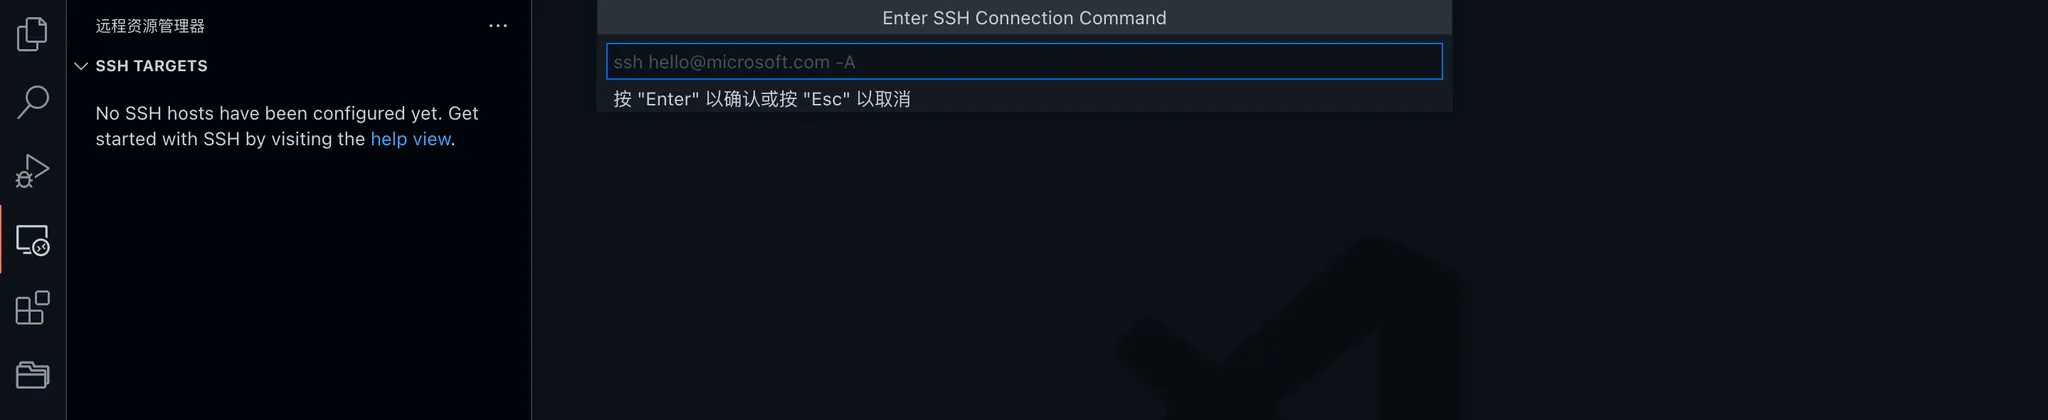 远程资源管理器
SSH TARGETS
No SSH hosts have been configured yet. Get
started with SSH by visiting the help view.
Enter SSH Connection Command
ssh hello@microsoft.com -A
按 "Enter" 以确认或按 "Esc" 以取消